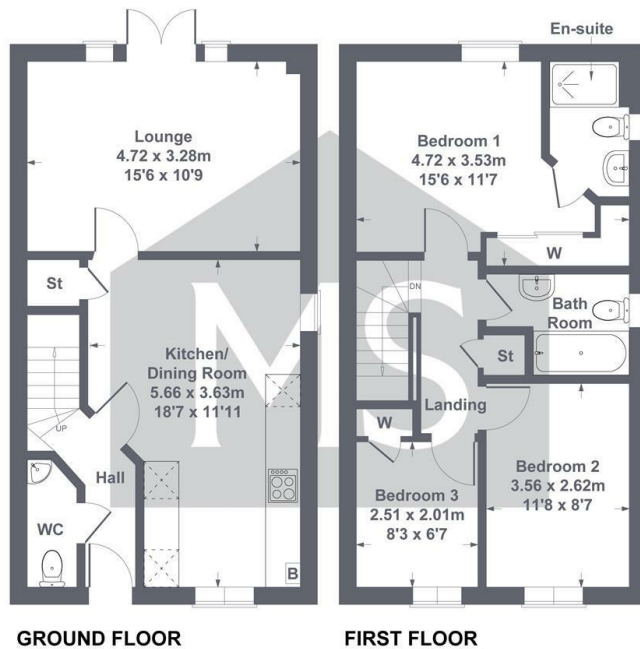 Lounge
4.72 x 3.28m
15'6 x 10'9
St
Kitchen/
Dining Room
5.66 x 3.63m
18'7 x 11'11
UP
Hall
WC
B
GROUND FLOOR
En-suite
Bedroom 1
4.72 x 3.53m
15'6 x 11'7
W
DN
Bath
Room
St
Landing
W
Bedroom 2
3.56 x 2.62m
11'8 x 8'7
Bedroom 3
2.51 x 2.01m
8'3 x 6'7
FIRST FLOOR
MS